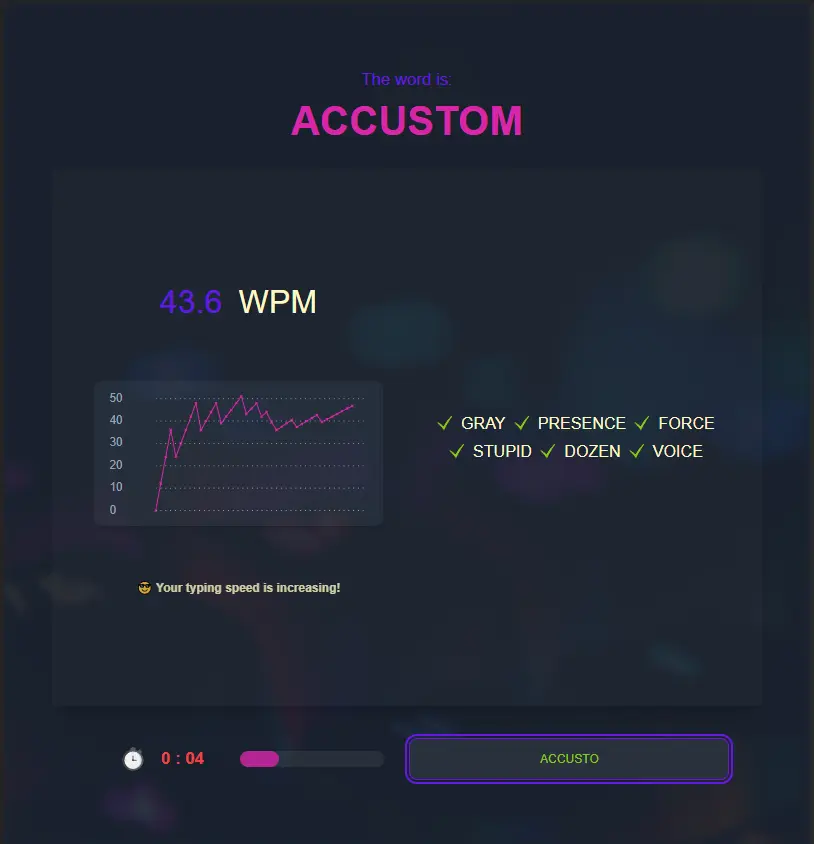 The word is:
ACCUSTOM
43.6 WPM
50
40
30
20
10
0
GRAY PRESENCE FORCE
STUPID DOZEN VOICE
Your typing speed is increasing!
0 : 04
ACCUSTO